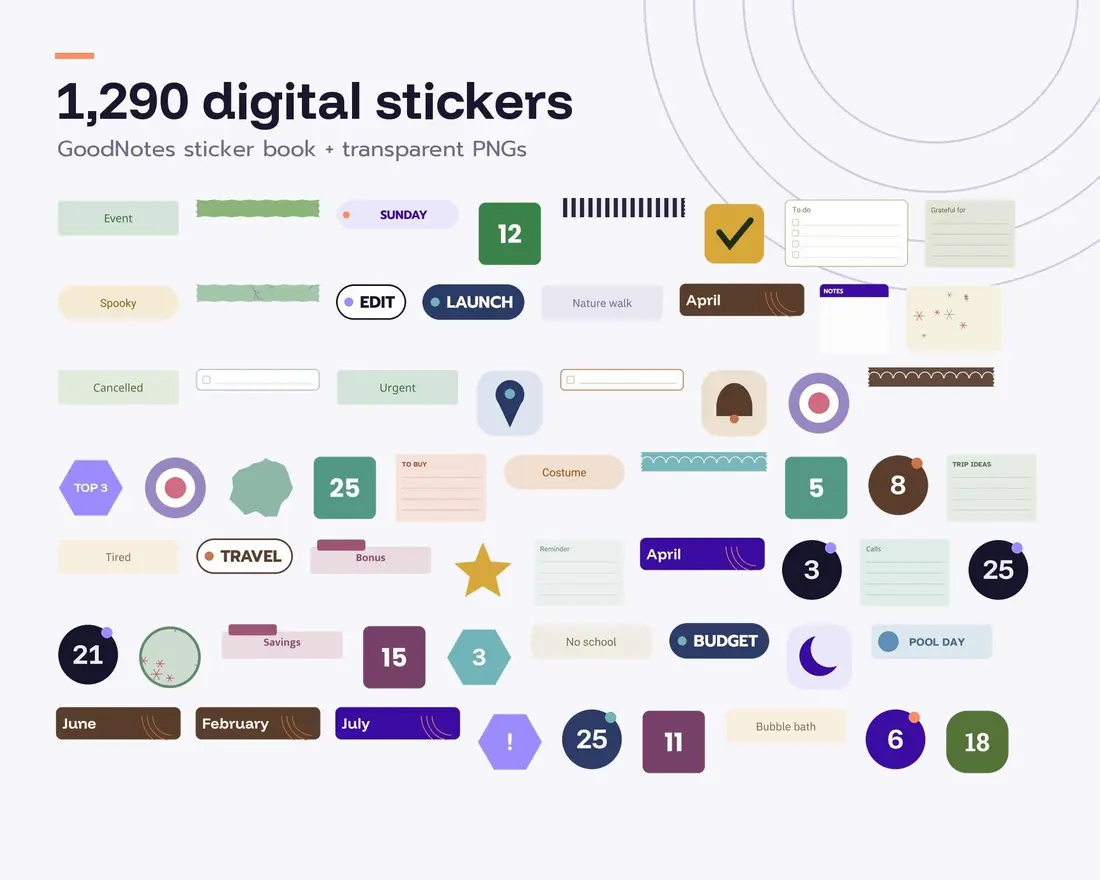 1,290 digital stickers
GoodNotes sticker book + transparent PNGs
Event
SUNDAY
12
To do
Grateful for
Spooky
EDIT
LAUNCH
Nature walk
April
NOTES
Cancelled
Urgent
TOP 3
25
TO BUY
Costume
5
8
TRIP IDEAS
Tired
TRAVEL
Bonus
Reminder
April
3
Calls
25
21
Savings
15
3
No school
BUDGET
POOL DAY
June
February
July
!
25
11
Bubble bath
6
18